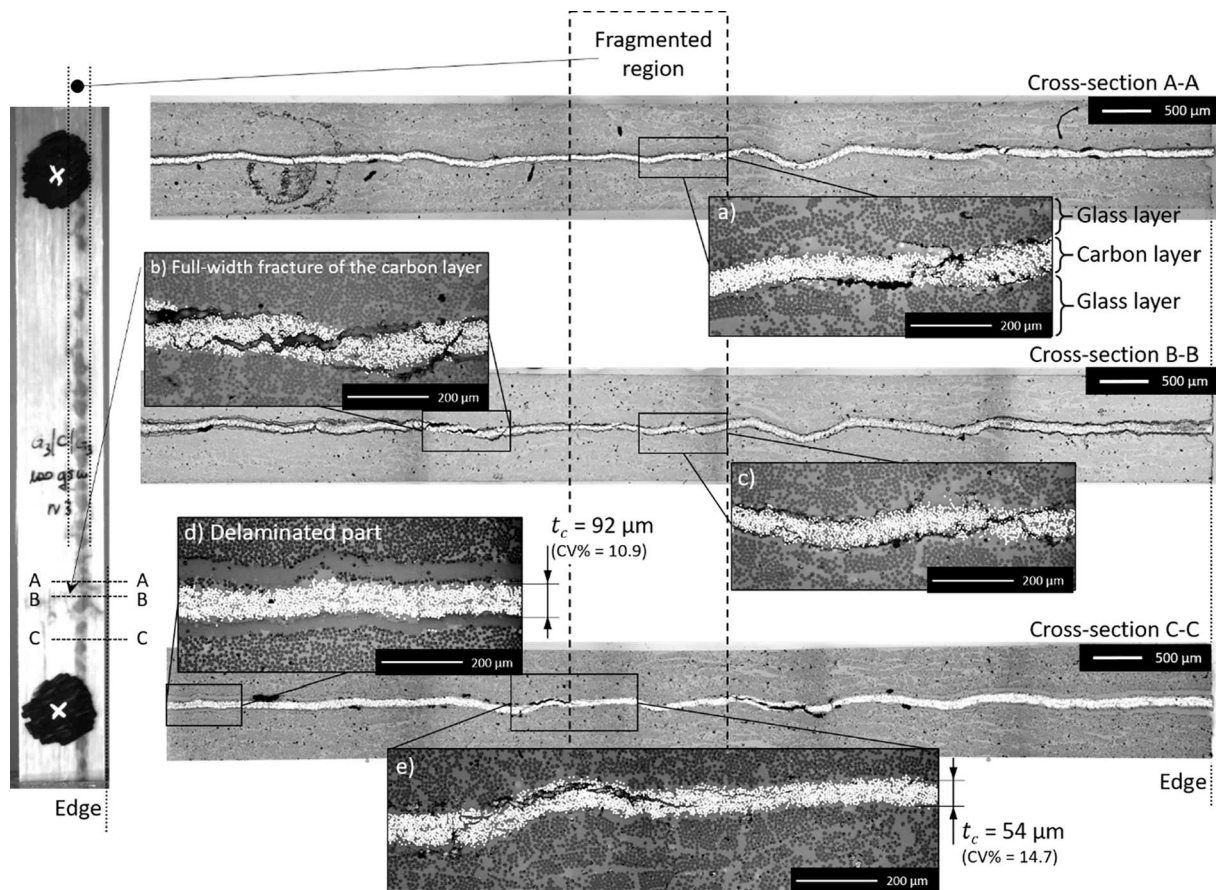 Fragmented
region
Cross-section A-A
500 µm
a)
Glass layer
Carbon layer
Glass layer
200 µm
b) Full-width fracture of the carbon layer
200 µm
Cross-section B-B
500 µm
c)
200 µm
d) Delaminated part
200 µm
t_c = 92 µm
(CV% = 10.9)
A A
B B
C C
Cross-section C-C
500 µm
e)
200 µm
t_c = 54 µm
(CV% = 14.7)
Edge
Edge
100 gsm